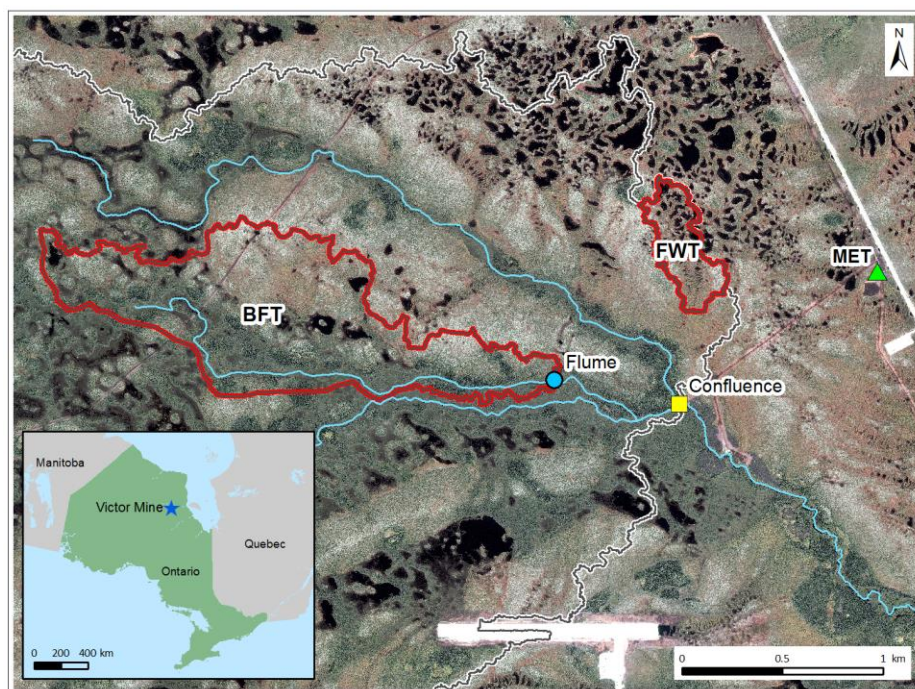 N
FWT
MET
BFT
Flume
Confluence
Manitoba
Victor Mine
Quebec
Ontario
0 200 400 km
0 0.5 1 km